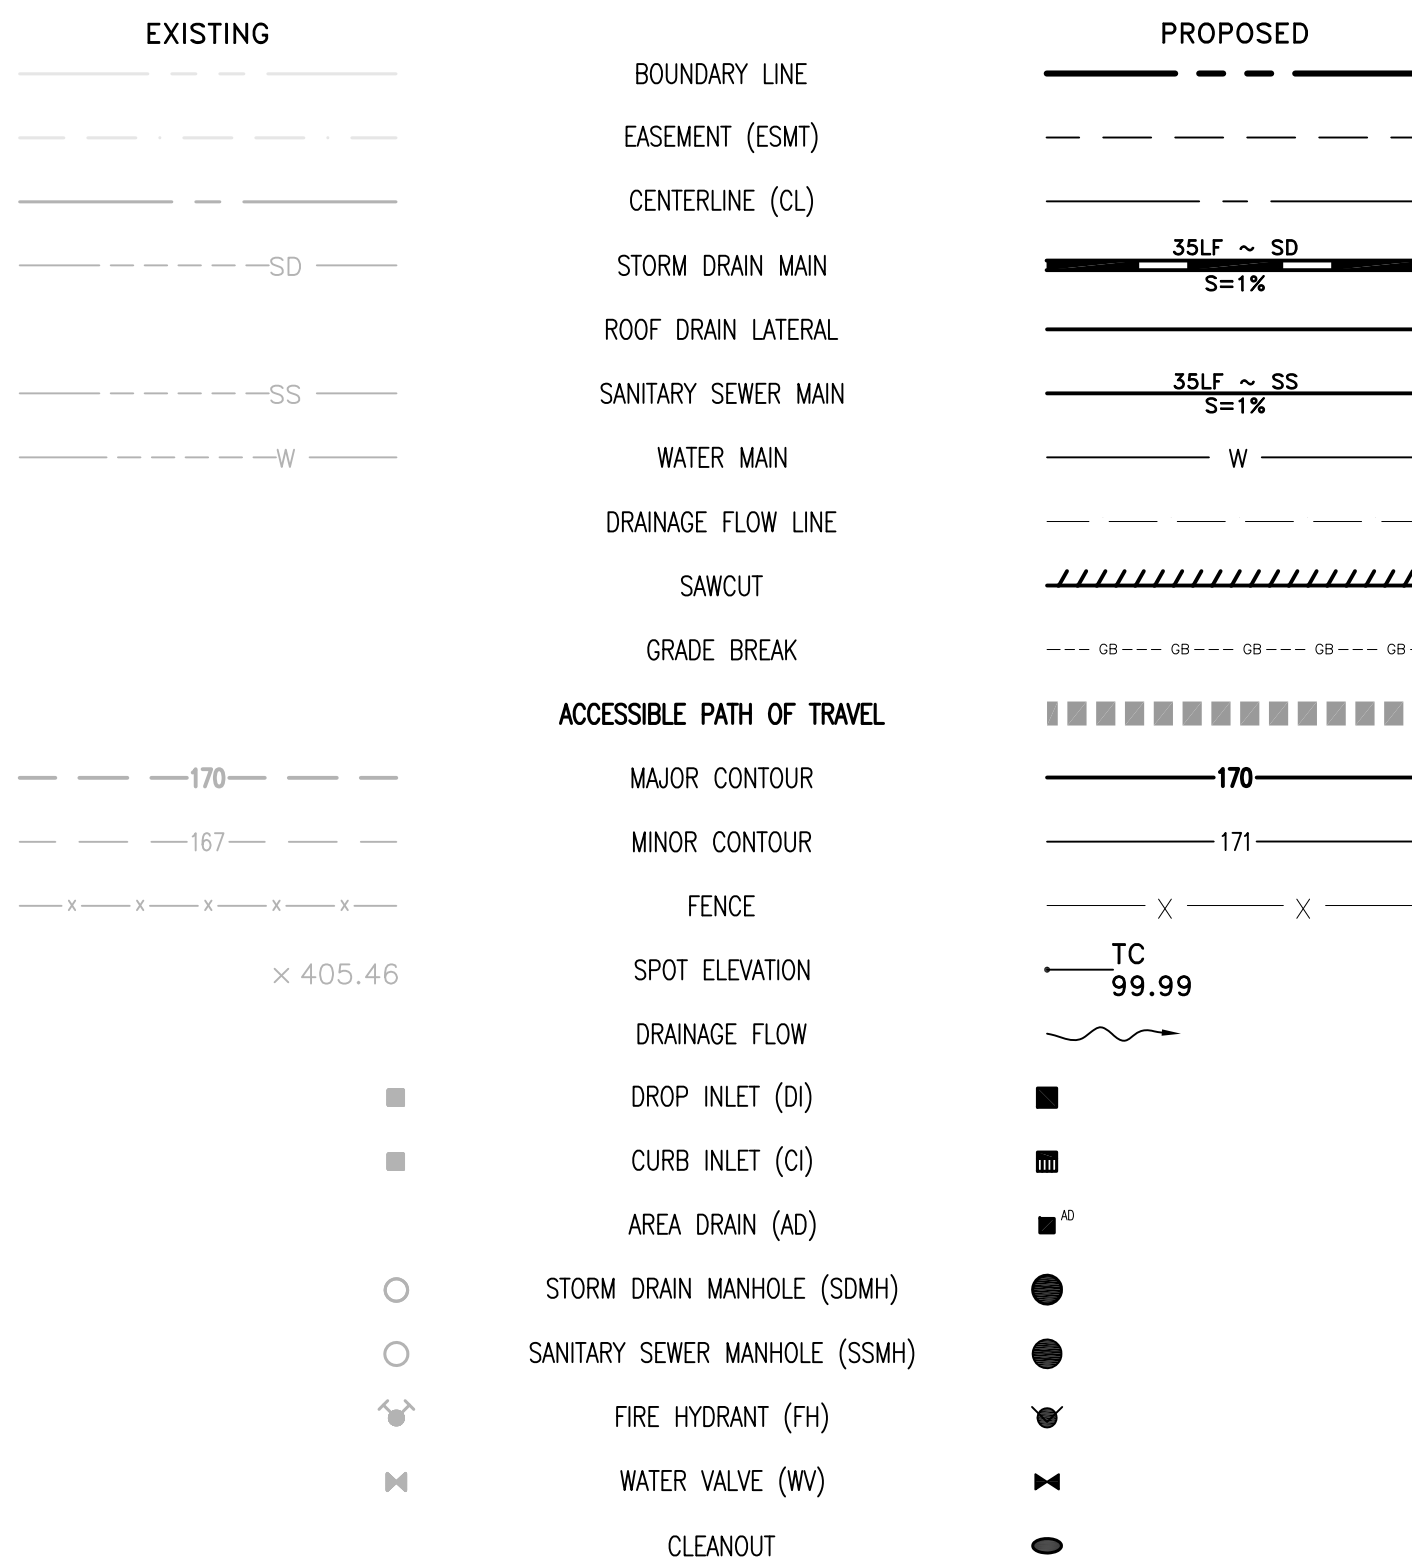 EXISTING PROPOSED
BOUNDARY LINE
EASEMENT (ESMT)
CENTERLINE (CL)
SD STORM DRAIN MAIN 35LF ~ SD
S=1%
ROOF DRAIN LATERAL
SS SANITARY SEWER MAIN 35LF ~ SS
S=1%
W WATER MAIN W
DRAINAGE FLOW LINE
SAWCUT
GRADE BREAK GB GB GB GB GB
ACCESSIBLE PATH OF TRAVEL
170 MAJOR CONTOUR 170
167 MINOR CONTOUR 171
x x x x x FENCE X X
× 405.46 SPOT ELEVATION TC
99.99
DRAINAGE FLOW
DROP INLET (DI)
CURB INLET (CI)
AREA DRAIN (AD) AD
STORM DRAIN MANHOLE (SDMH)
SANITARY SEWER MANHOLE (SSMH)
FIRE HYDRANT (FH)
WATER VALVE (WV)
CLEANOUT